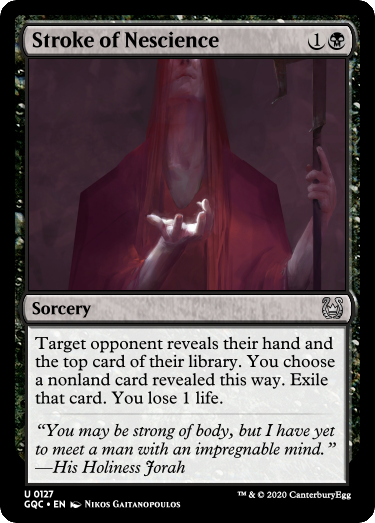 Stroke of Nescience 1
Sorcery
Target opponent reveals their hand and
the top card of their library. You choose
a nonland card revealed this way. Exile
that card. You lose 1 life.
“You may be strong of body, but I have yet
to meet a man with an impregnable mind.”
—His Holiness Jorah
U 0127
GQC • EN Nikos Gaitanopoulos
™ & © 2020 CanterburyEgg